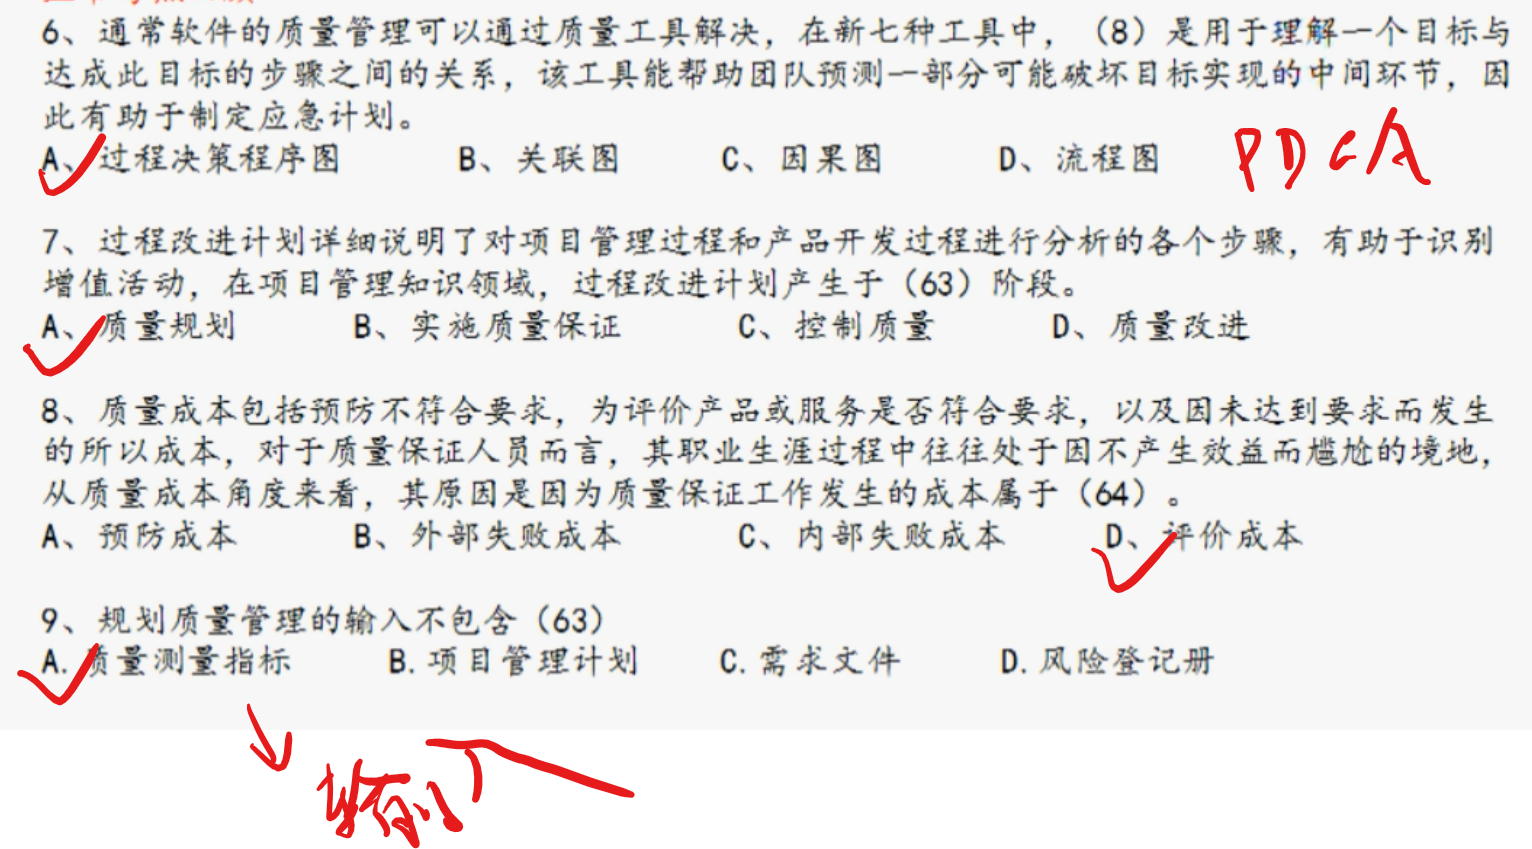 6、通常软件的质量管理可以通过质量工具解决，在新七种工具中，（8）是用于理解一个目标与
达成此目标的步骤之间的关系，该工具能帮助团队预测一部分可能破坏目标实现的中间环节，因
此有助于制定应急计划。
A、过程决策程序图 B、关联图 C、因果图 D、流程图 PDCA
7、过程改进计划详细说明了对项目管理过程和产品开发过程进行分析的各个步骤，有助于识别
增值活动，在项目管理知识领域，过程改进计划产生于（63）阶段。
A、质量规划 B、实施质量保证 C、控制质量 D、质量改进
8、质量成本包括预防不符合要求，为评价产品或服务是否符合要求，以及因未达到要求而发生
的所以成本，对于质量保证人员而言，其职业生涯过程中往往处于因不产生效益而尴尬的境地，
从质量成本角度来看，其原因是因为质量保证工作发生的成本属于（64）。
A、预防成本 B、外部失败成本 C、内部失败成本 D、评价成本
9、规划质量管理的输入不包含（63）
A.质量测量指标 B.项目管理计划 C.需求文件 D.风险登记册
输